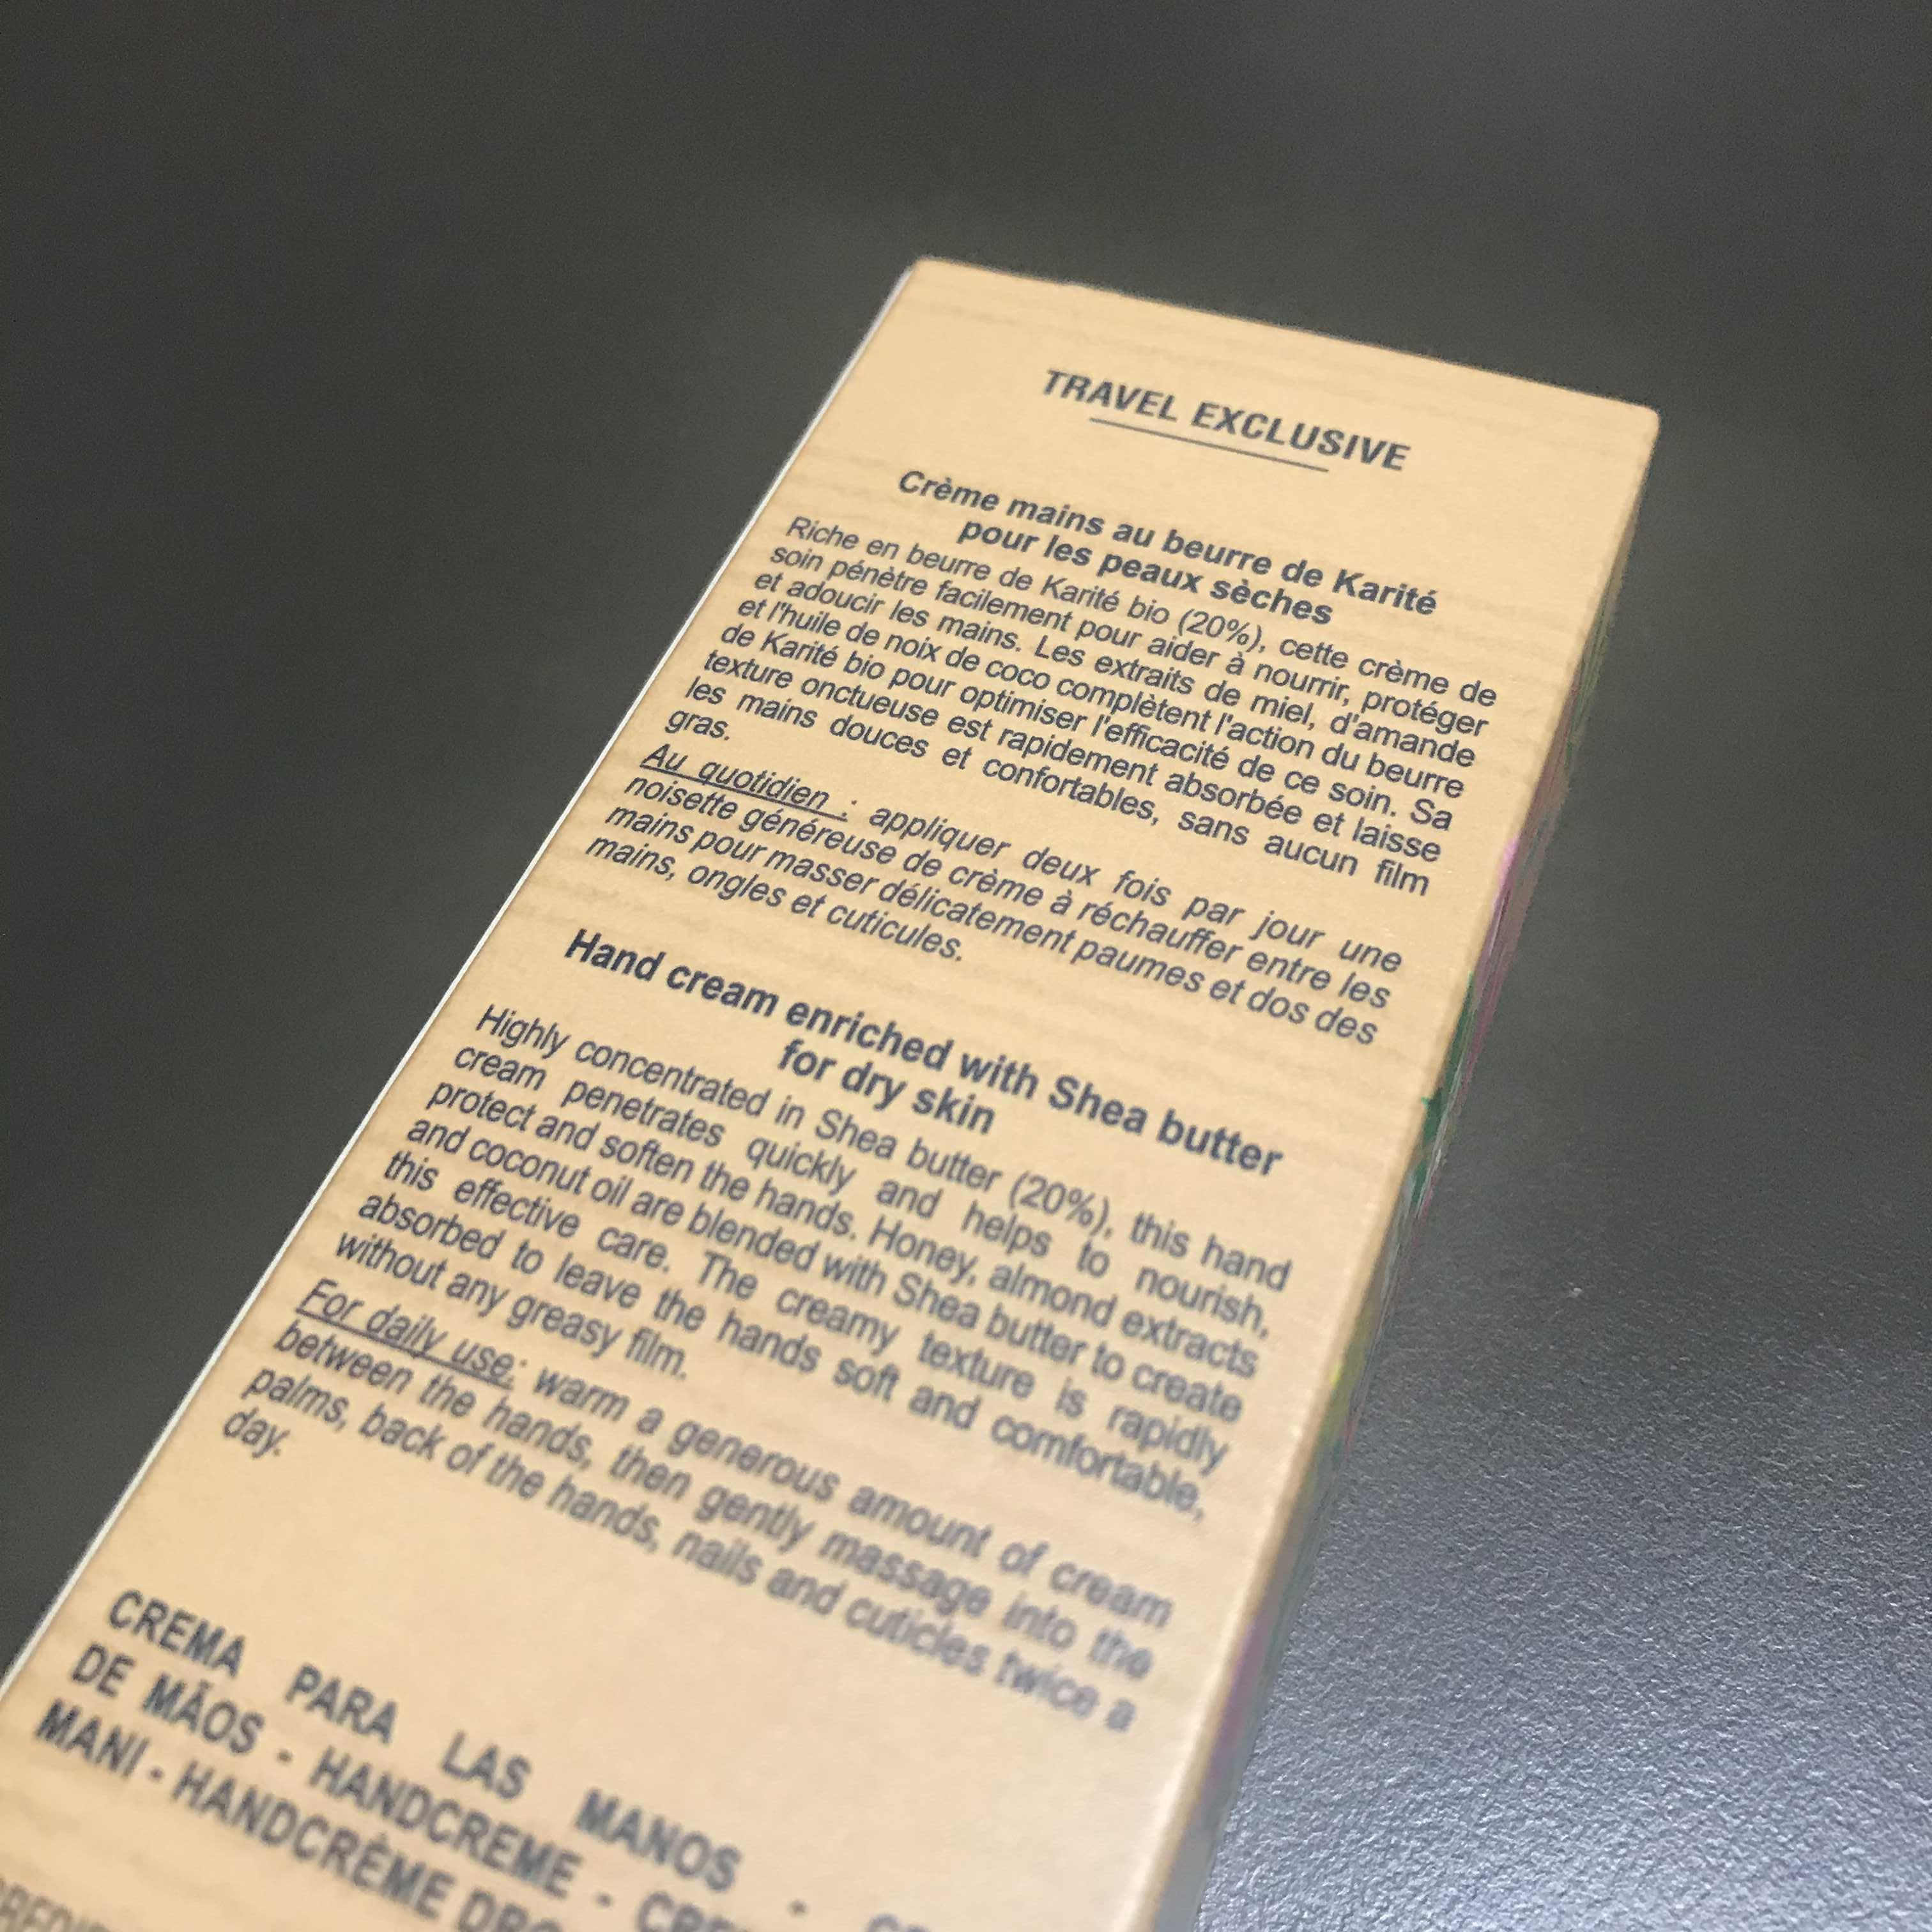 TRAVEL EXCLUSIVE
Crème mains au beurre de Karité
pour les peaux sèches
Riche en beurre de Karité bio (20%), cette crème de
soin pénètre facilement pour aider à nourrir, protéger
et adoucir les mains. Les extraits de miel, d'amande
et l'huile de noix de coco complètent l'action du beurre
de Karité bio pour optimiser l'efficacité de ce soin. Sa
texture onctueuse est rapidement absorbée et laisse
les mains douces et confortables, sans aucun film
gras.
Au quotidien : appliquer deux fois par jour une
noisette généreuse de crème à réchauffer entre les
mains pour masser délicatement paumes et dos des
mains, ongles et cuticules.
Hand cream enriched with Shea butter
for dry skin
Highly concentrated in Shea butter (20%), this hand
cream penetrates quickly and helps to nourish,
protect and soften the hands. Honey, almond extracts
and coconut oil are blended with Shea butter to create
this effective care. The creamy texture is rapidly
absorbed to leave the hands soft and comfortable,
without any greasy film.
For daily use: warm a generous amount of cream
between the hands, then gently massage into the
palms, back of the hands, nails and cuticles twice a
day.
CREMA PARA LAS MANOS -
DE MÃOS - HANDCREME -
MANI - HANDCRÈME